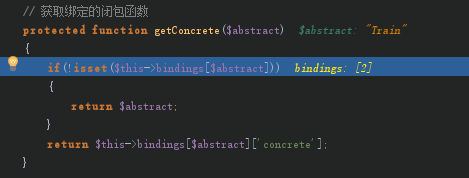 // 获取绑定的闭包函数
protected function getConcrete($abstract)  $abstract: "Train"
{
    if(!isset($this->bindings[$abstract]))  bindings: [2]
    {
        return $abstract;
    }
    return $this->bindings[$abstract]['concrete'];
}